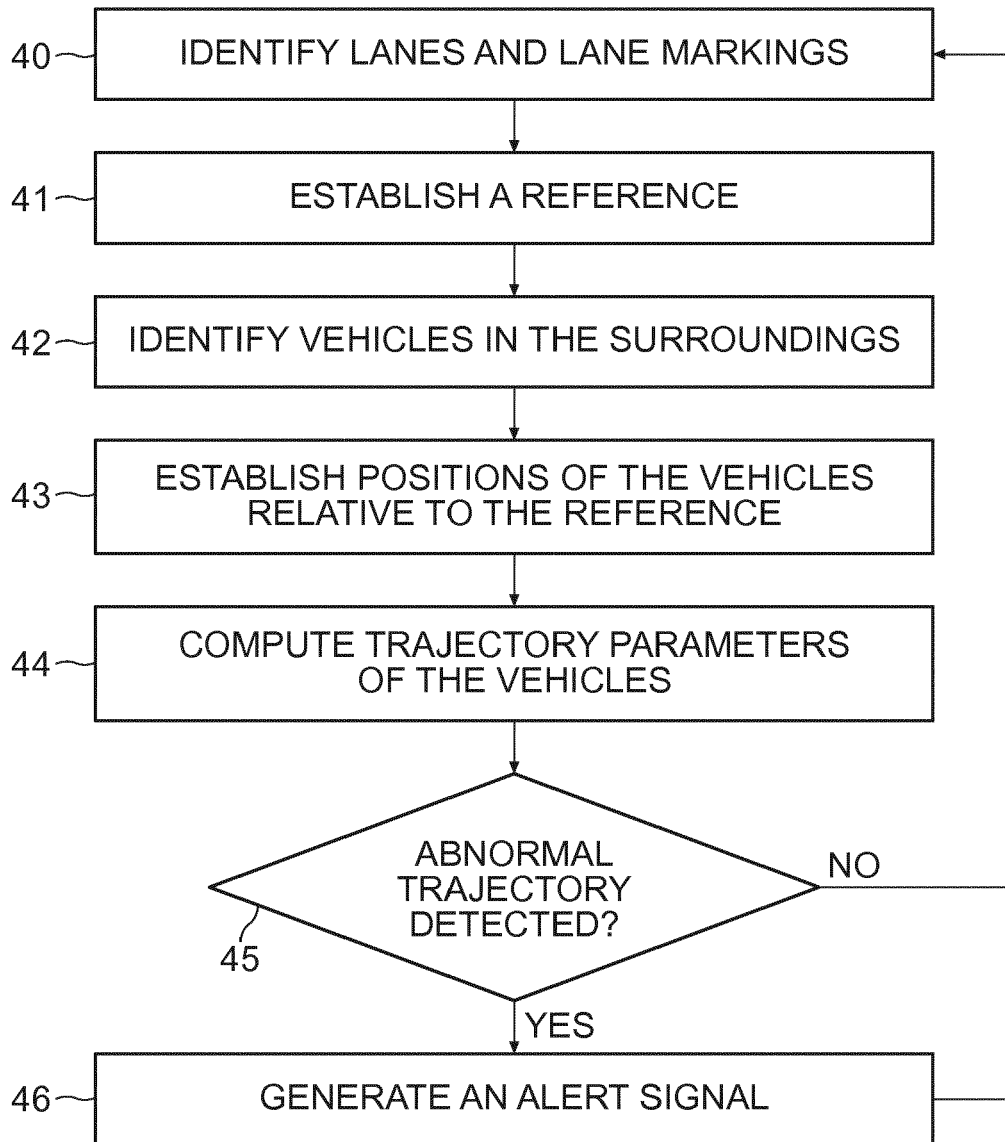 40
IDENTIFY LANES AND LANE MARKINGS
41
ESTABLISH A REFERENCE
42
IDENTIFY VEHICLES IN THE SURROUNDINGS
43
ESTABLISH POSITIONS OF THE VEHICLES
RELATIVE TO THE REFERENCE
44
COMPUTE TRAJECTORY PARAMETERS
OF THE VEHICLES
ABNORMAL
TRAJECTORY
DETECTED?
NO
45
YES
46
GENERATE AN ALERT SIGNAL